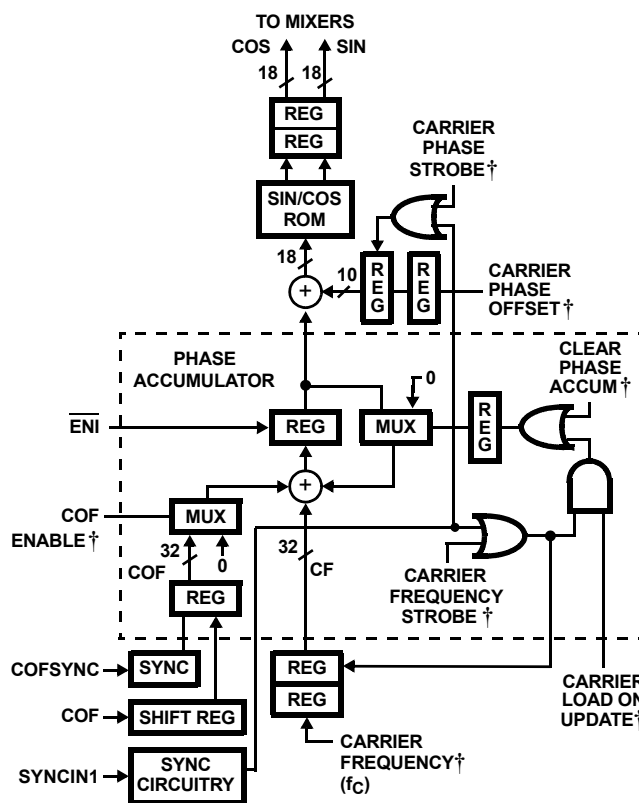 TO MIXERS
COS SIN
18 18
REG
REG
CARRIER
PHASE
STROBE†
SIN/COS
ROM
18
10
+
R
E
G
R
E
G
CARRIER
PHASE
OFFSET†
PHASE
ACCUMULATOR
0
CLEAR
PHASE
ACCUM†
ENI
REG
MUX
R
E
G
+
COF
ENABLE†
MUX
32
COF
0
32
CF
REG
CARRIER
FREQUENCY
STROBE†
COFSYNC
SYNC
REG
REG
COF
SHIFT REG
CARRIER
LOAD ON
UPDATE†
SYNCIN1
SYNC
CIRCUITRY
CARRIER
FREQUENCY†
(fC)